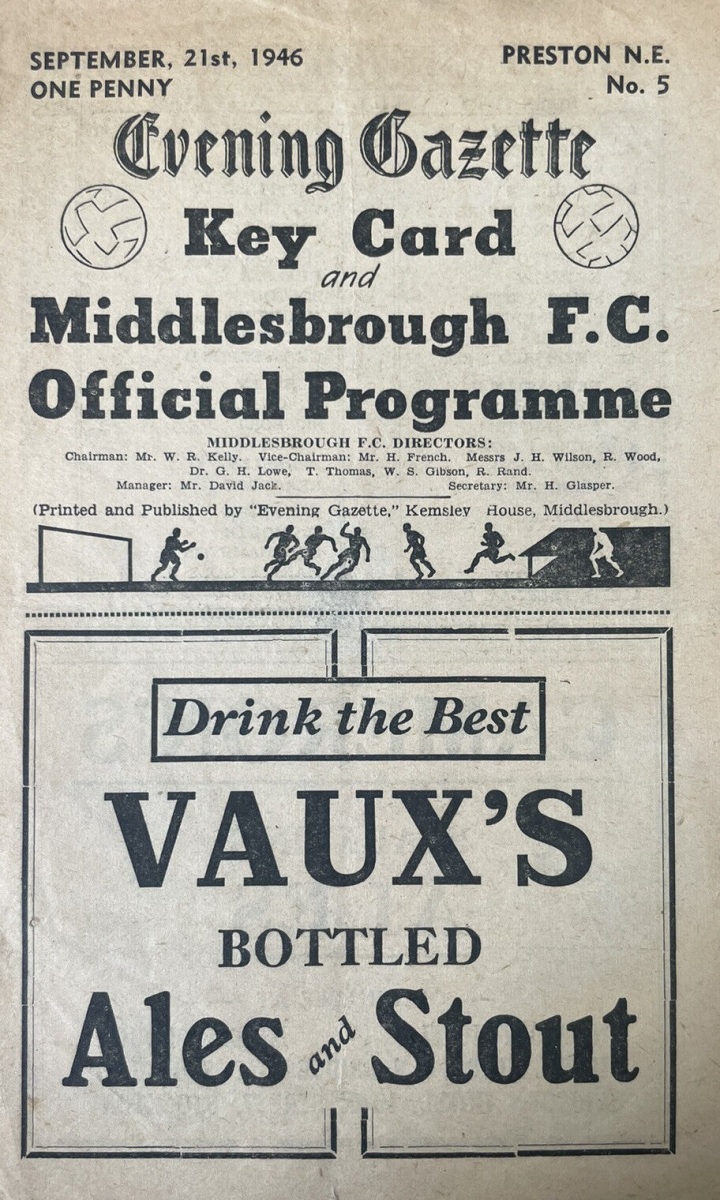 SEPTEMBER, 21st, 1946
ONE PENNY
PRESTON N.E.
No. 5
Evening Gazette
Key Card
and
Middlesbrough F.C.
Official Programme
MIDDLESBROUGH F.C. DIRECTORS:
Chairman: Mr. W. R. Kelly. Vice-Chairman: Mr. H. French. Messrs J. H. Wilson, R. Wood,
Dr. G. H. Lowe, T. Thomas, W. S. Gibson, R. Rand.
Manager: Mr. David Jack. Secretary: Mr. H. Glasper.
(Printed and Published by "Evening Gazette," Kemsley House, Middlesbrough.)
Drink the Best
VAUX'S
BOTTLED
Ales and Stout